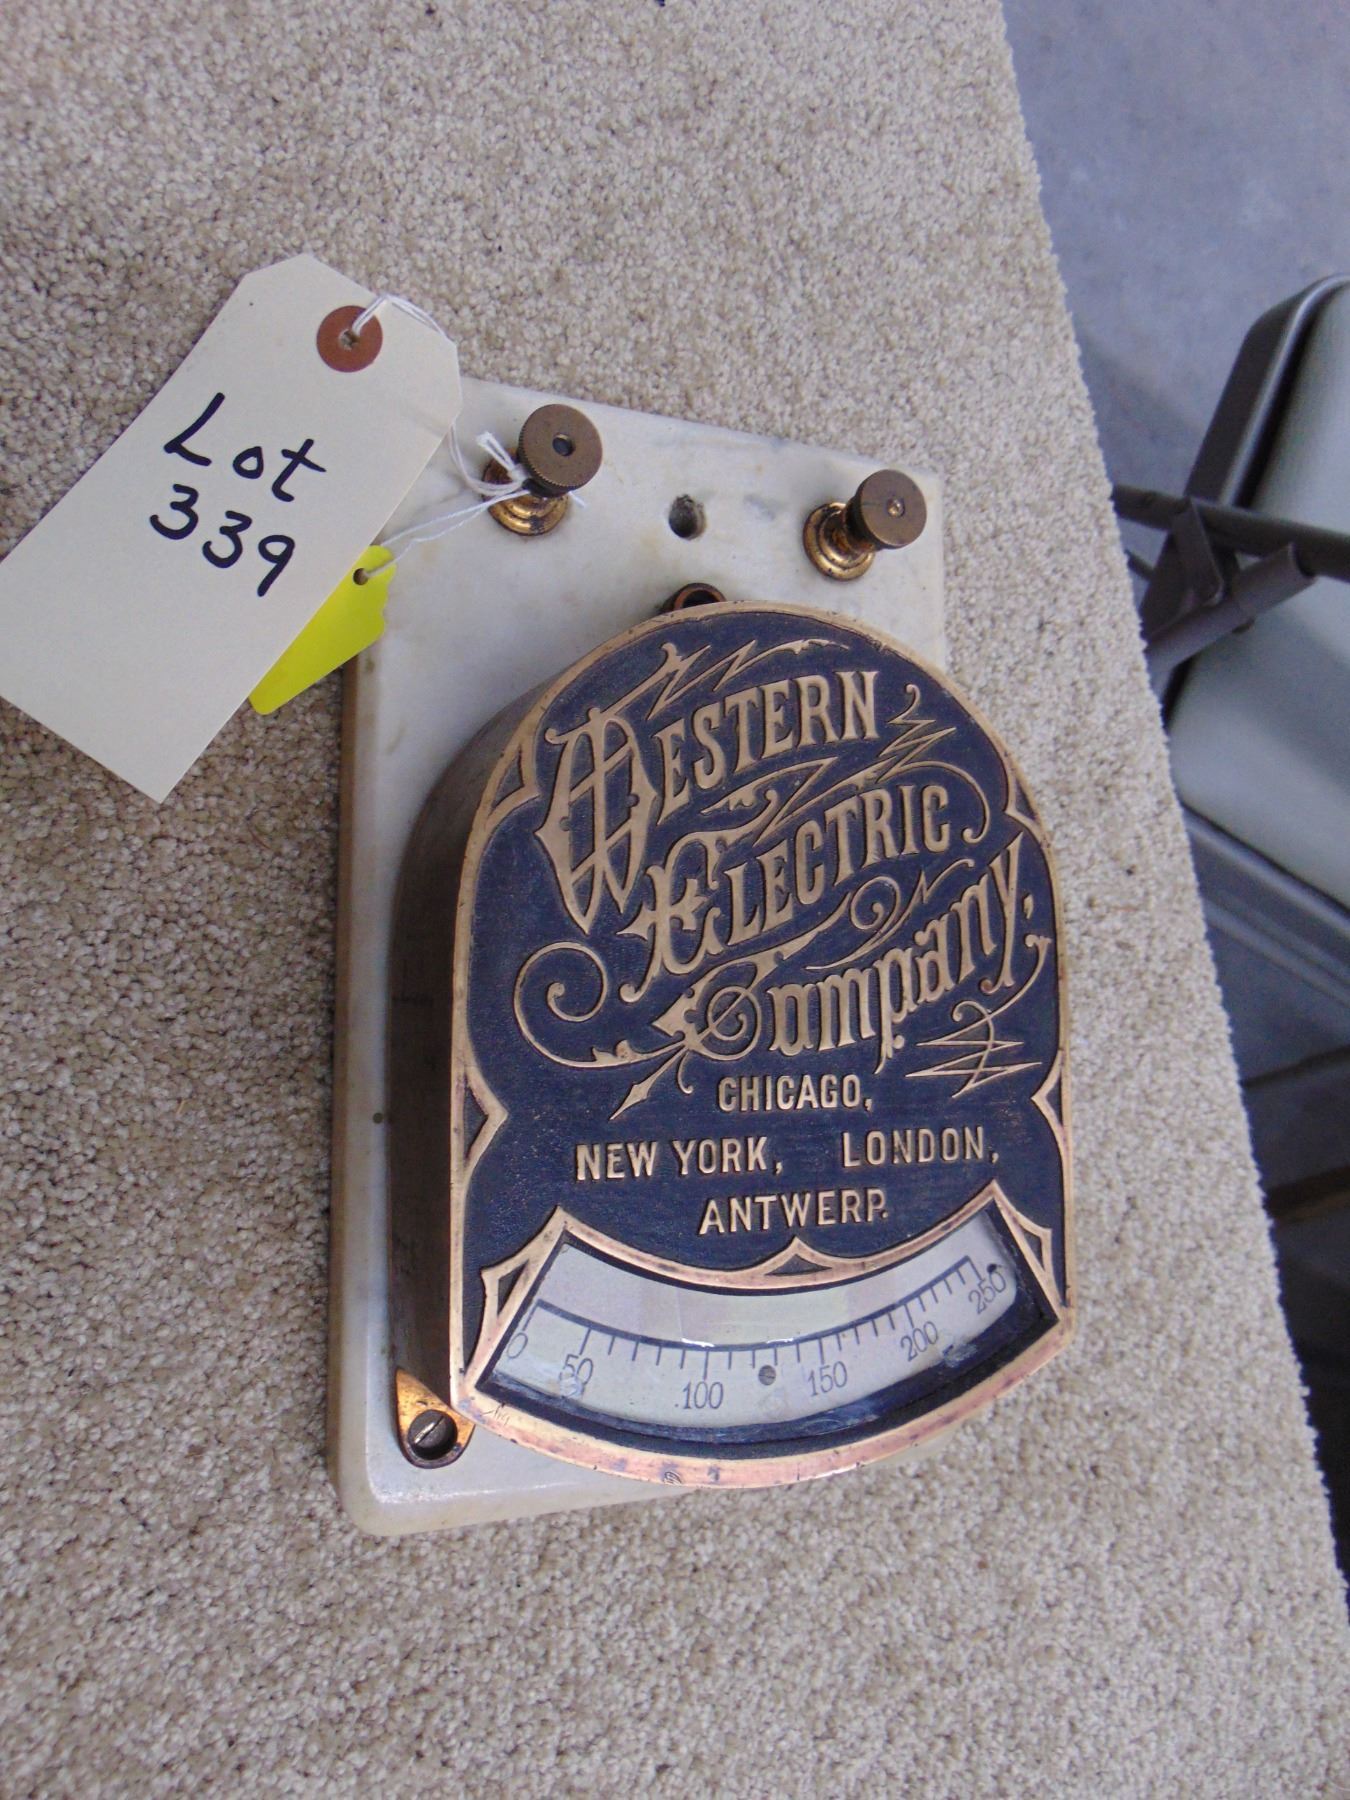 Lot
339
WESTERN
ELECTRIC
Company.
CHICAGO,
NEW YORK, LONDON,
ANTWERP.
0 50 100 150 200 250